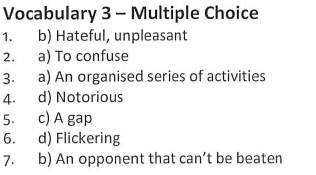 Vocabulary 3 – Multiple Choice
1. b) Hateful, unpleasant
2. a) To confuse
3. a) An organised series of activities
4. d) Notorious
5. c) A gap
6. d) Flickering
7. b) An opponent that can't be beaten